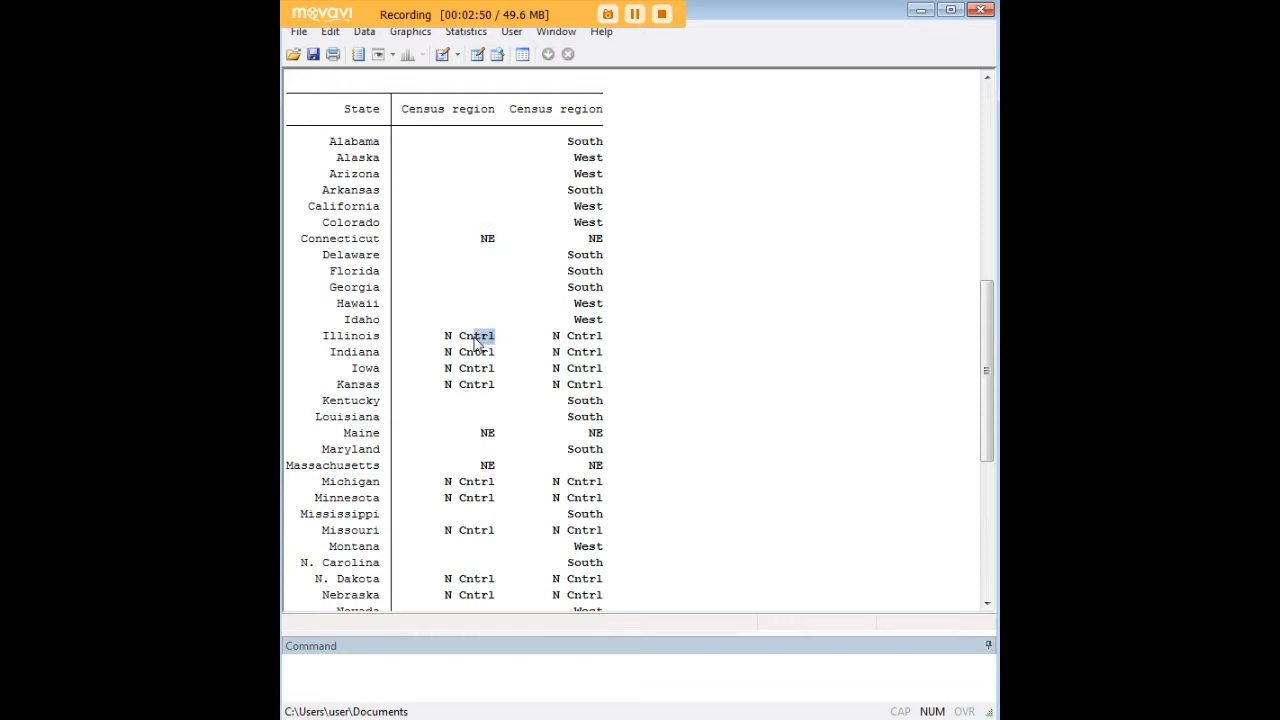 movavi Recording [00:02:50 / 49.6 MB]
File Edit Data Graphics Statistics User Window Help
State Census region Census region
Alabama South
Alaska West
Arizona West
Arkansas South
California West
Colorado West
Connecticut NE NE
Delaware South
Florida South
Georgia South
Hawaii West
Idaho West
Illinois N Cntrl N Cntrl
Indiana N Cntrl N Cntrl
Iowa N Cntrl N Cntrl
Kansas N Cntrl N Cntrl
Kentucky South
Louisiana South
Maine NE NE
Maryland South
Massachusetts NE NE
Michigan N Cntrl N Cntrl
Minnesota N Cntrl N Cntrl
Mississippi South
Missouri N Cntrl N Cntrl
Montana West
N. Carolina South
N. Dakota N Cntrl N Cntrl
Nebraska N Cntrl N Cntrl
Nevada West
Command
C:\Users\user\Documents CAP NUM OVR